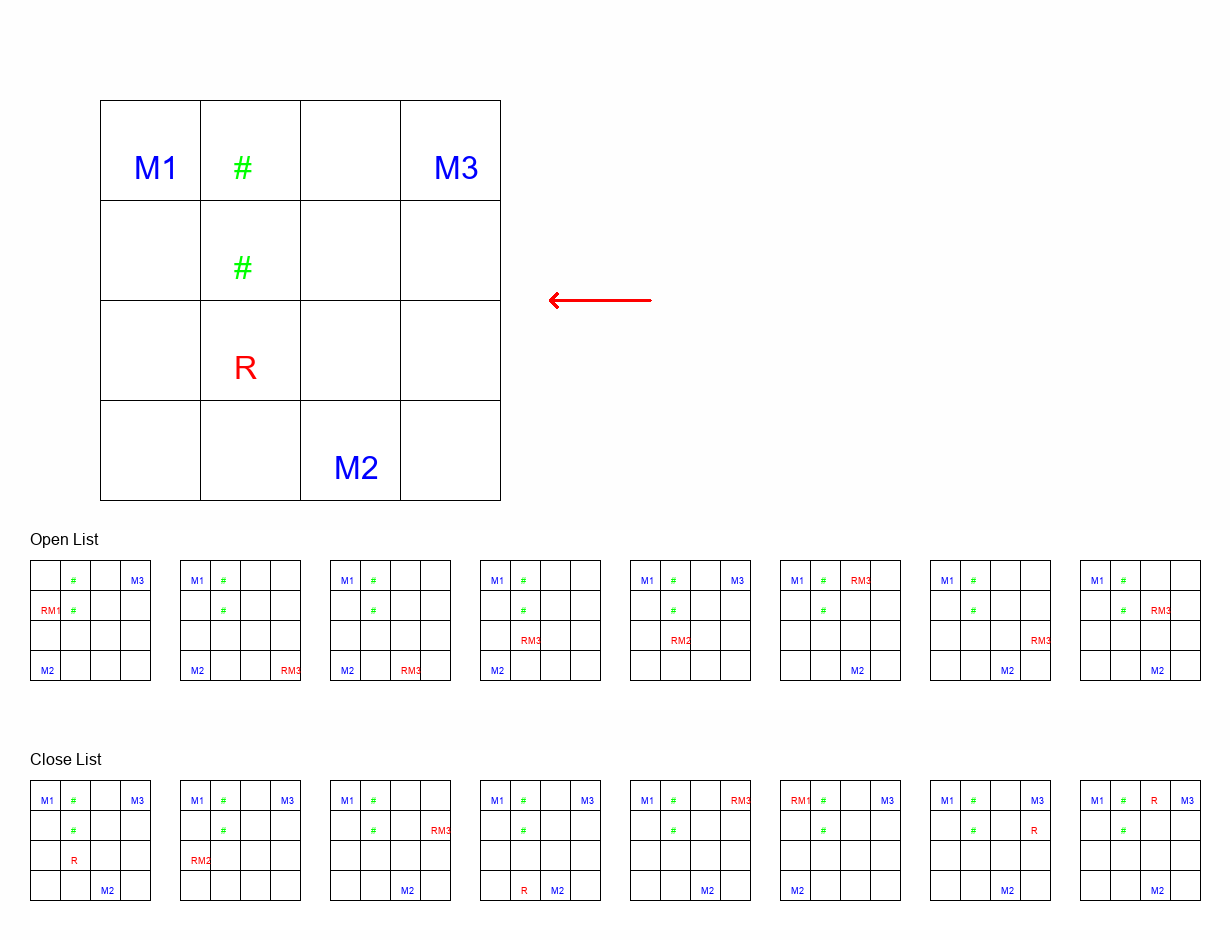 M1 # M3
#
R
M2
Open List
# M3 M1 # M1 # M1 # M1 # M3 M1 # RM3 M1 # M1 #
RM1 # # # # # # # # RM3
RM3 RM2 RM3
M2 M2 RM3 M2 RM3 M2 M2 M2 M2
Close List
M1 # M3 M1 # M3 M1 # M1 # M3 M1 # RM3 RM1 # M3 M1 # M3 M1 # R M3
# # # RM3 # # # # R #
R RM2
M2 M2 R M2 M2 M2 M2 M2